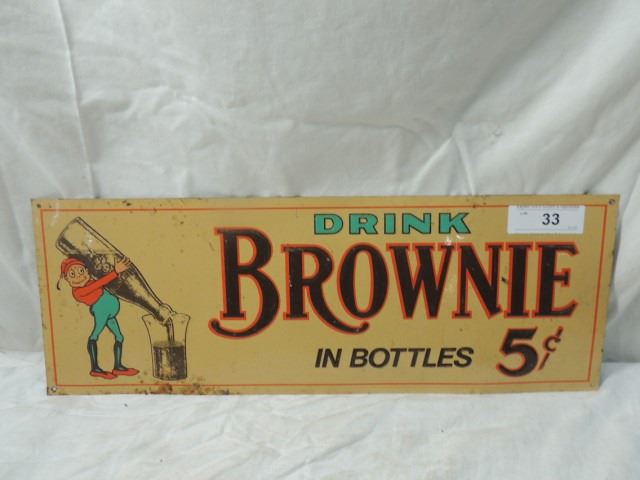 DRINK
BROWNIE
IN BOTTLES 5¢
33